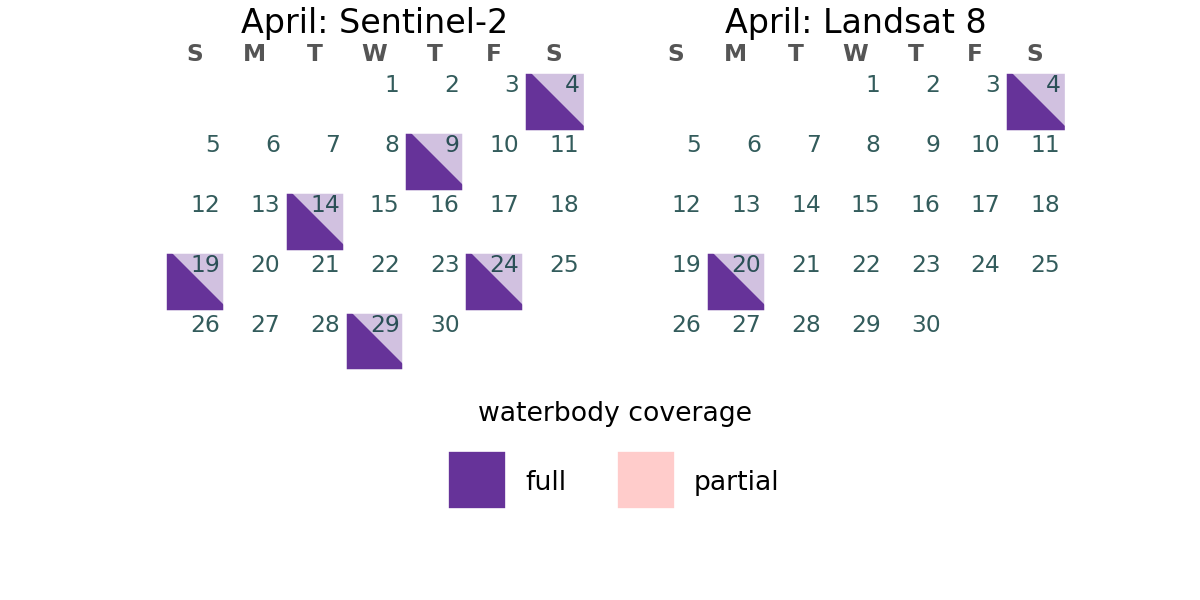 April: Sentinel-2
S M T W T F S
1 2 3 4
5 6 7 8 9 10 11
12 13 14 15 16 17 18
19 20 21 22 23 24 25
26 27 28 29 30
April: Landsat 8
S M T W T F S
1 2 3 4
5 6 7 8 9 10 11
12 13 14 15 16 17 18
19 20 21 22 23 24 25
26 27 28 29 30
waterbody coverage
full
partial